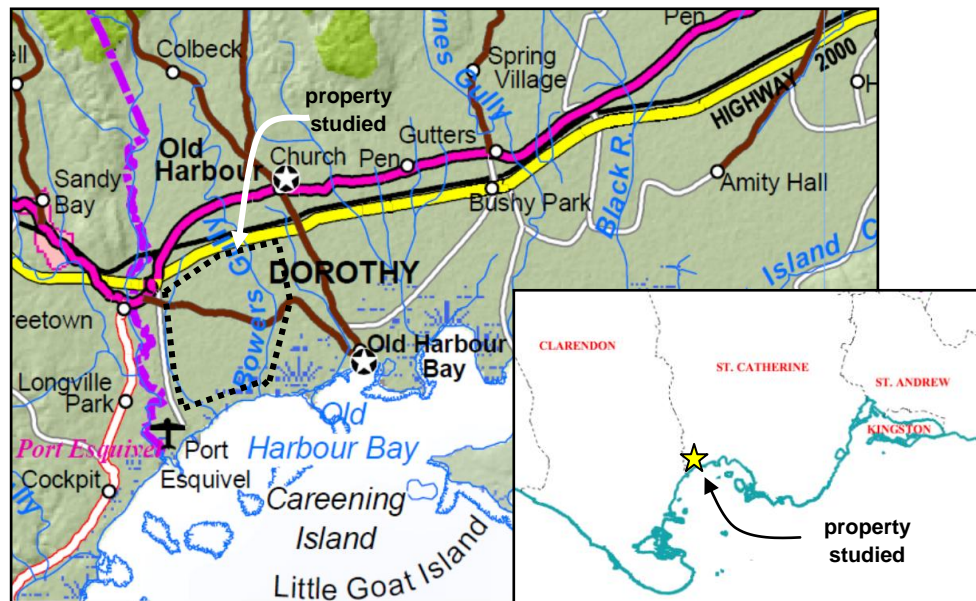 Colbeck
rnes Gully
Pen
Spring
Village
HIGHWAY 2000
property
studied
Old
Harbour
Church
Pen
Gutters
Black R.
Sandy
Bay
Bushy Park
Amity Hall
Island C
DOROTHY
Bowers Gully
reetown
Old Harbour
Bay
Longville
Park
Port Esquivel
Port
Esquivel
Old
Harbour Bay
Cockpit
Careening
Island
Little Goat Island
CLARENDON
ST. CATHERINE
ST. ANDREW
KINGSTON
property
studied